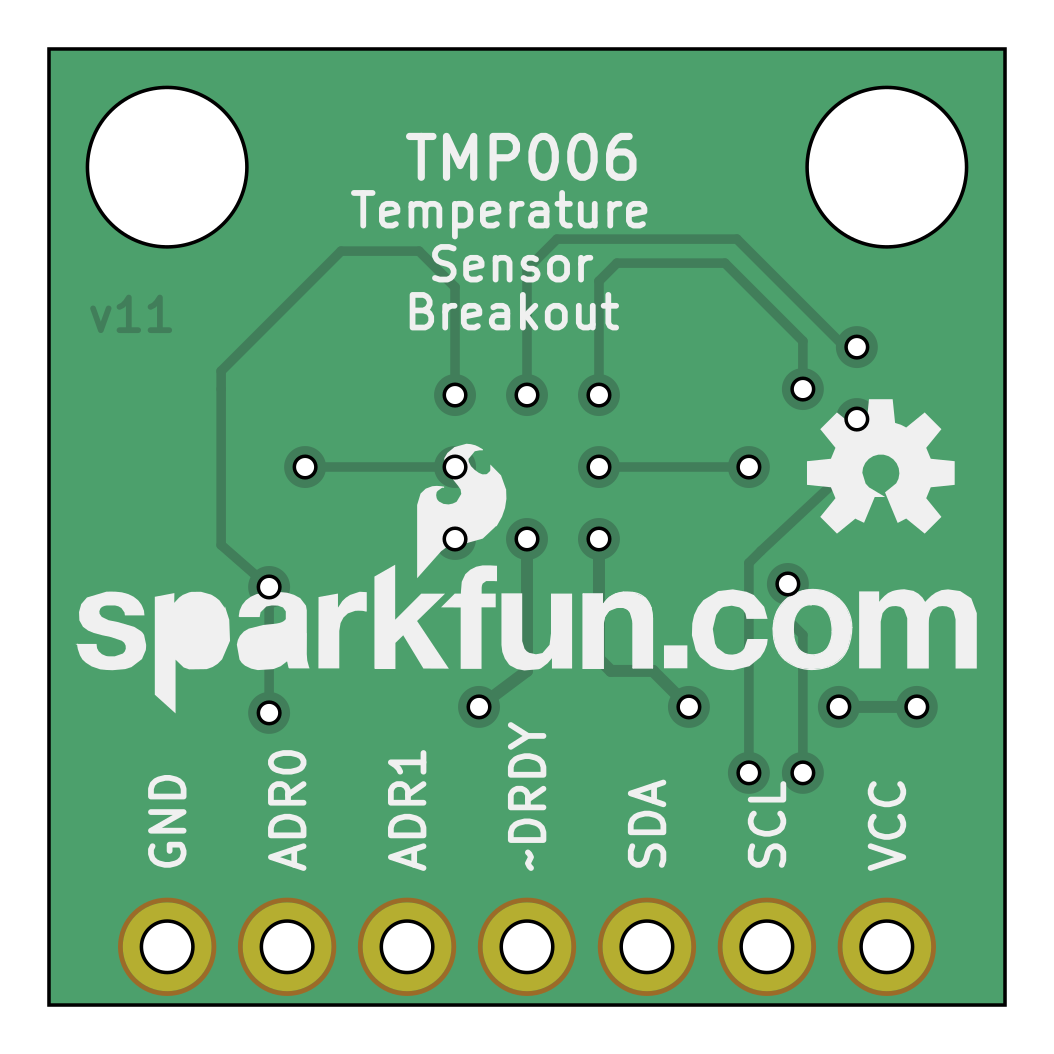 TMP006
Temperature
Sensor
Breakout
v11
sparkfun.com
GND
ADR0
ADR1
~DRDY
SDA
SCL
VCC